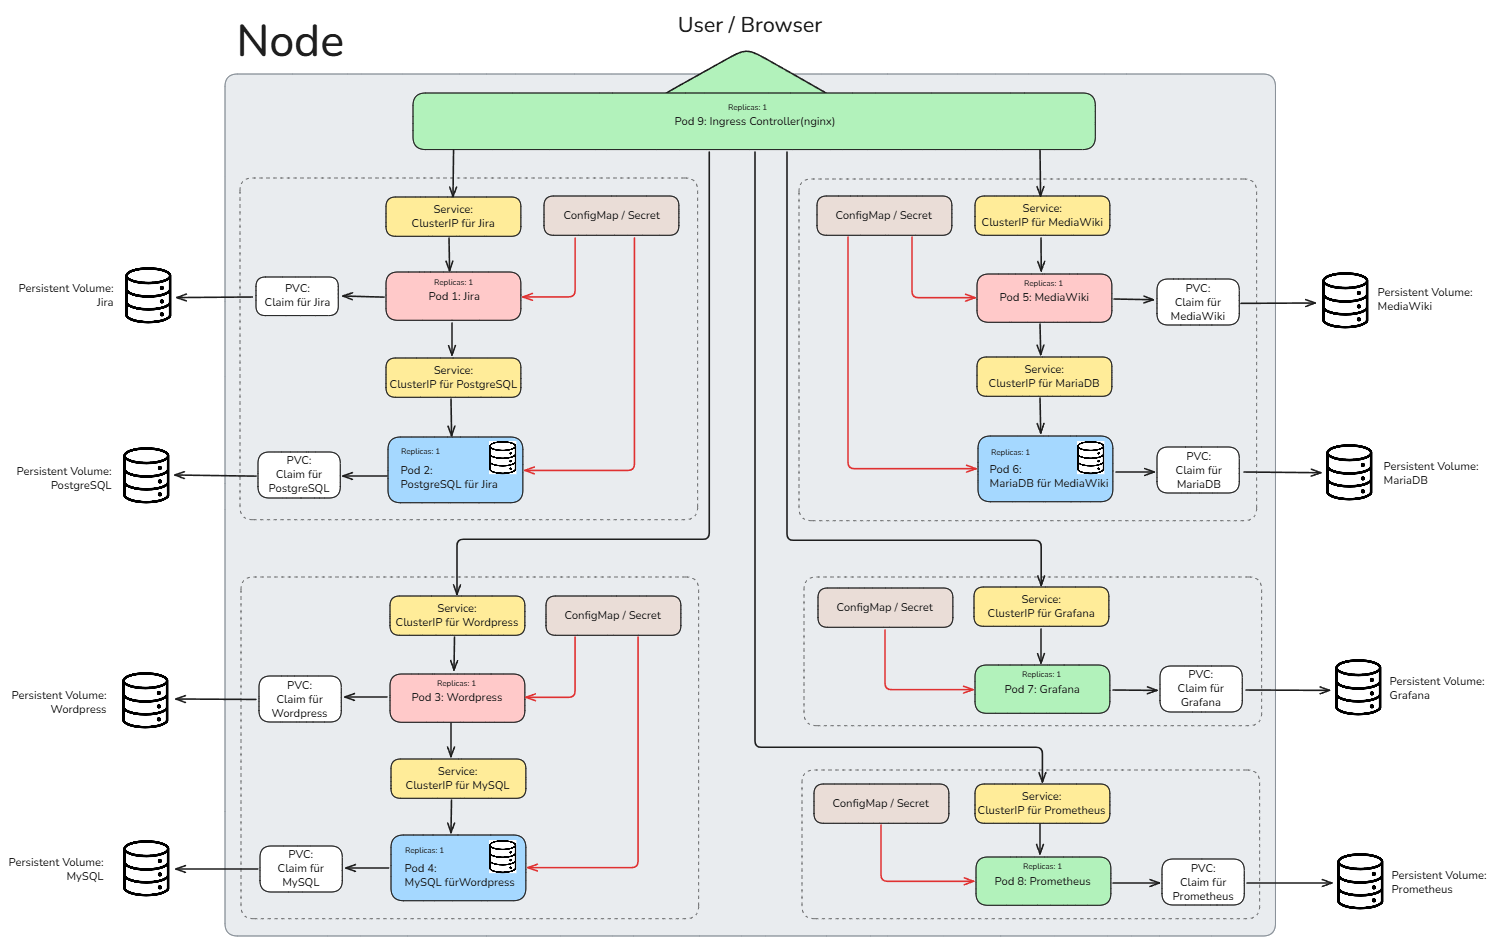 User / Browser
Node
Replicas: 1
Pod 9: Ingress Controller(nginx)
Service:
ClusterIP für Jira
ConfigMap / Secret
Replicas: 1
Pod 1: Jira
PVC:
Claim für Jira
Persistent Volume:
Jira
Service:
ClusterIP für PostgreSQL
Replicas: 1
Pod 2:
PostgreSQL für Jira
PVC:
Claim für
PostgreSQL
Persistent Volume:
PostgreSQL
ConfigMap / Secret
Service:
ClusterIP für MediaWiki
Replicas: 1
Pod 5: MediaWiki
PVC:
Claim für
MediaWiki
Persistent Volume:
MediaWiki
Service:
ClusterIP für MariaDB
Replicas: 1
Pod 6:
MariaDB für MediaWiki
PVC:
Claim für
MariaDB
Persistent Volume:
MariaDB
Service:
ClusterIP für Wordpress
ConfigMap / Secret
Replicas: 1
Pod 3: Wordpress
PVC:
Claim für
Wordpress
Persistent Volume:
Wordpress
Service:
ClusterIP für MySQL
Replicas: 1
Pod 4:
MySQL fürWordpress
PVC:
Claim für
MySQL
Persistent Volume:
MySQL
ConfigMap / Secret
Service:
ClusterIP für Grafana
Replicas: 1
Pod 7: Grafana
PVC:
Claim für
Grafana
Persistent Volume:
Grafana
ConfigMap / Secret
Service:
ClusterIP für Prometheus
Replicas: 1
Pod 8: Prometheus
PVC:
Claim für
Prometheus
Persistent Volume:
Prometheus